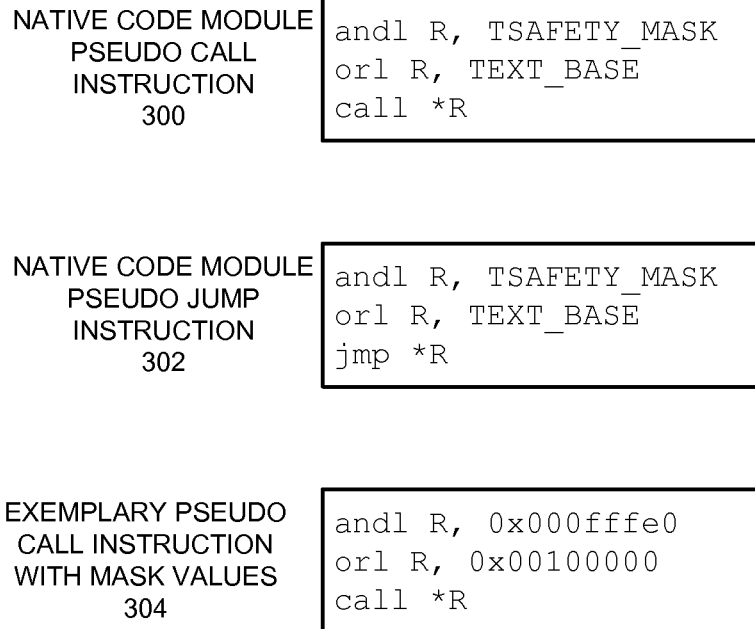 NATIVE CODE MODULE
PSEUDO CALL
INSTRUCTION
300
andl R, TSAFETY_MASK
orl R, TEXT_BASE
call *R
NATIVE CODE MODULE
PSEUDO JUMP
INSTRUCTION
302
andl R, TSAFETY_MASK
orl R, TEXT_BASE
jmp *R
EXEMPLARY PSEUDO
CALL INSTRUCTION
WITH MASK VALUES
304
andl R, 0x000fffe0
orl R, 0x00100000
call *R